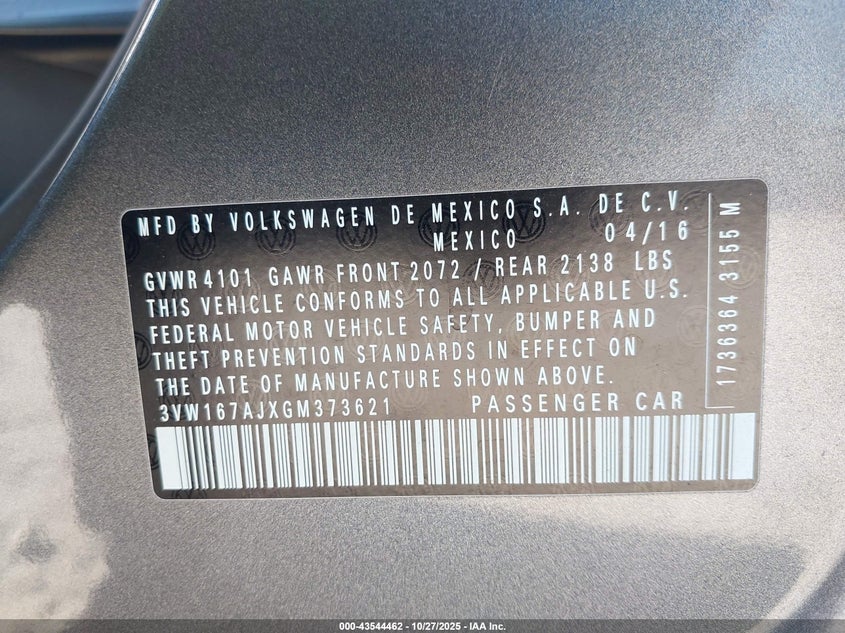 MFD BY VOLKSWAGEN DE MEXICO S.A. DE C.V.
MEXICO 04/16
GVWR 4101 GAWR FRONT 2072 / REAR 2138 LBS
THIS VEHICLE CONFORMS TO ALL APPLICABLE U.S.
FEDERAL MOTOR VEHICLE SAFETY, BUMPER AND
THEFT PREVENTION STANDARDS IN EFFECT ON
THE DATE OF MANUFACTURE SHOWN ABOVE.
3VW167AJXGM373621 PASSENGER CAR
1736364 3155 M
000-43544462 | 10/27/2025 - IAA Inc.